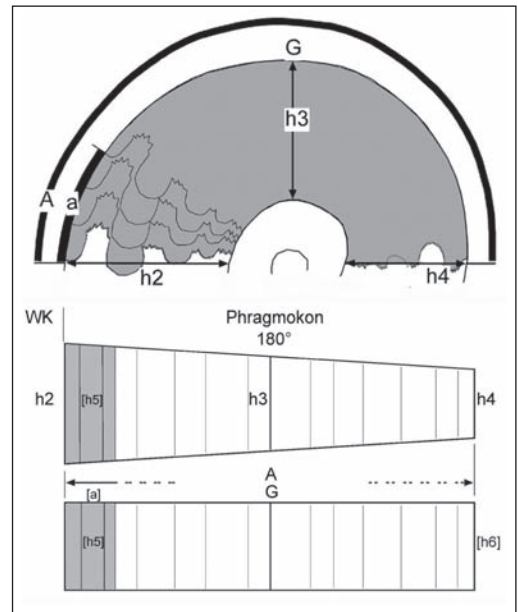 G
h3
A a
h2 h4
WK Phragmokon
180°
h2 [h5] h3 h4
A
G
[a]
[h5] [h6]